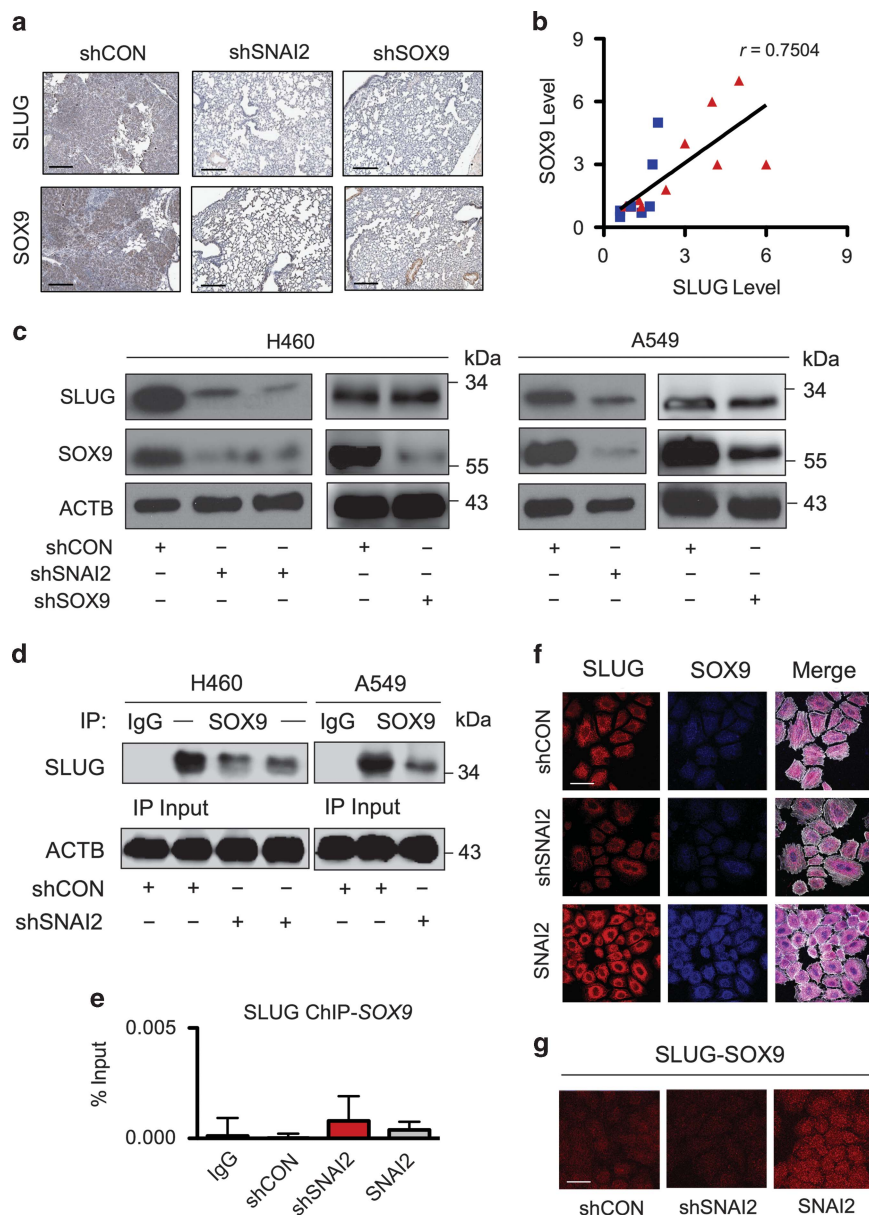 a
shCON shSNAI2 shSOX9
SLUG
SOX9
b
r = 0.7504
SOX9 Level
9
6
3
0
0 3 6 9
SLUG Level
c
H460
kDa
A549
kDa
SLUG
34
34
SOX9
55
55
ACTB
43
43
shCON + – – + – + – + –
shSNAI2 – + + – – – + – –
shSOX9 – – – – + – – – +
d
H460 A549
IP: IgG — SOX9 — IgG SOX9 kDa
SLUG
34
IP Input IP Input
ACTB
43
shCON + + – – + + –
shSNAI2 – – + + – – +
e
SLUG ChIP-SOX9
% Input
0.005
0.000
IgG shCON shSNAI2 SNAI2
f
SLUG SOX9 Merge
shCON
shSNAI2
SNAI2
g
SLUG-SOX9
shCON shSNAI2 SNAI2